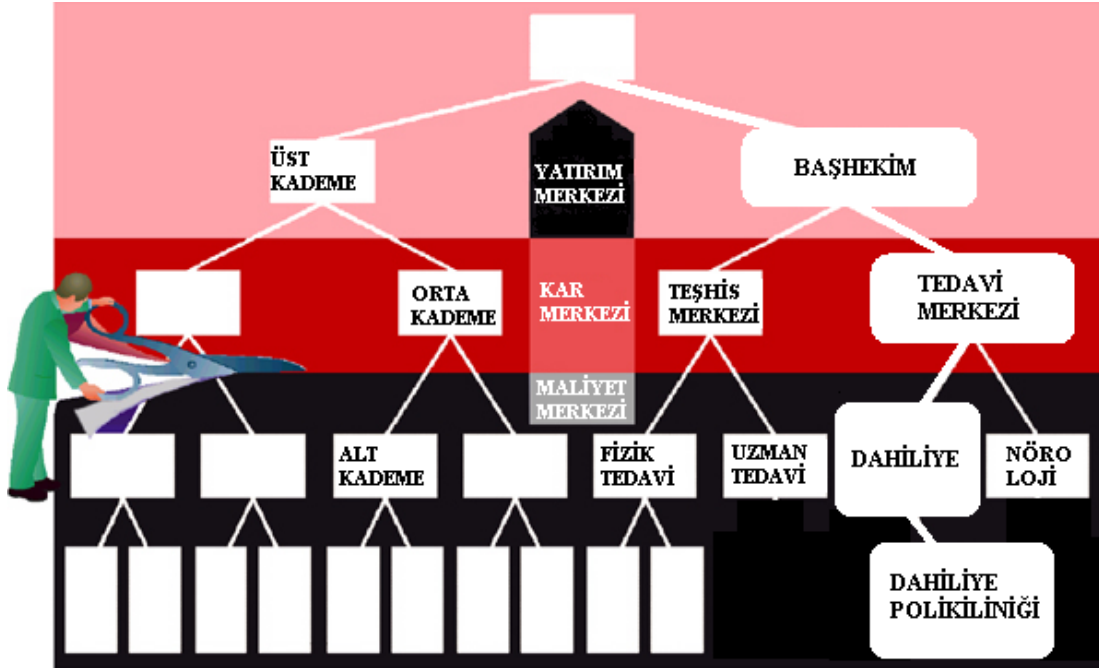 ÜST
KADEME
YATIRIM
MERKEZİ
BAŞHEKİM
ORTA
KADEME
KAR
MERKEZİ
TEŞHİS
MERKEZİ
TEDAVİ
MERKEZİ
MALİYET
MERKEZİ
ALT
KADEME
FİZİK
TEDAVİ
UZMAN
TEDAVİ
DAHİLİYE
NÖRO
LOJİ
DAHİLİYE
POLİKİLİNİĞİ